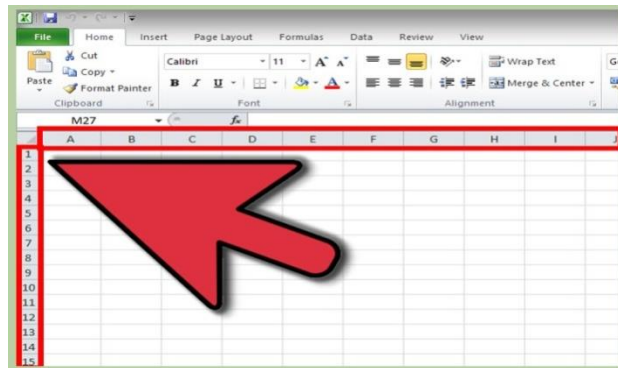 File Home Insert Page Layout Formulas Data Review View
Cut
Calibri 11 A A Wrap Text G
Copy
Paste
Format Painter
B I U A Merge & Center
Clipboard Font Alignment
M27 fx
A B C D E F G H I J
1
2
3
4
5
6
7
8
9
10
11
12
13
14
15